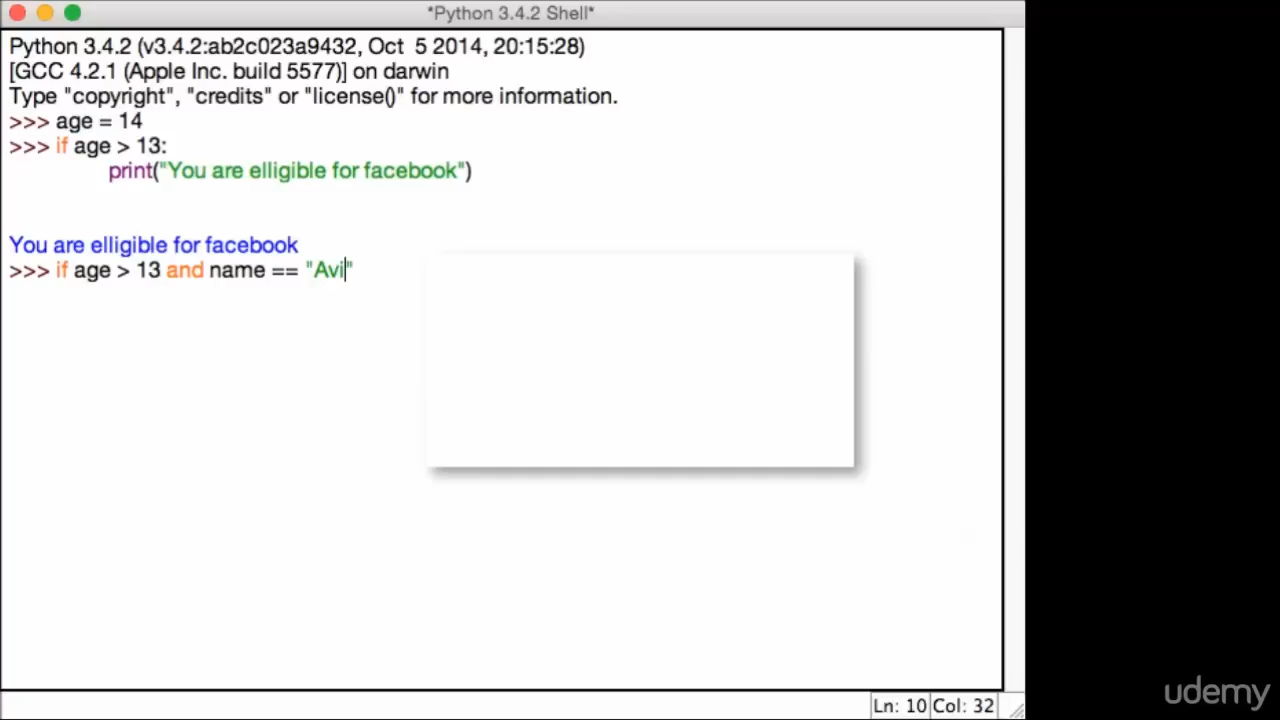 *Python 3.4.2 Shell*
Python 3.4.2 (v3.4.2:ab2c023a9432, Oct  5 2014, 20:15:28)
[GCC 4.2.1 (Apple Inc. build 5577)] on darwin
Type "copyright", "credits" or "license()" for more information.
>>> age = 14
>>> if age > 13:
print("You are elligible for facebook")
You are elligible for facebook
>>> if age > 13 and name == "Avi"
Ln: 10 Col: 32
udemy